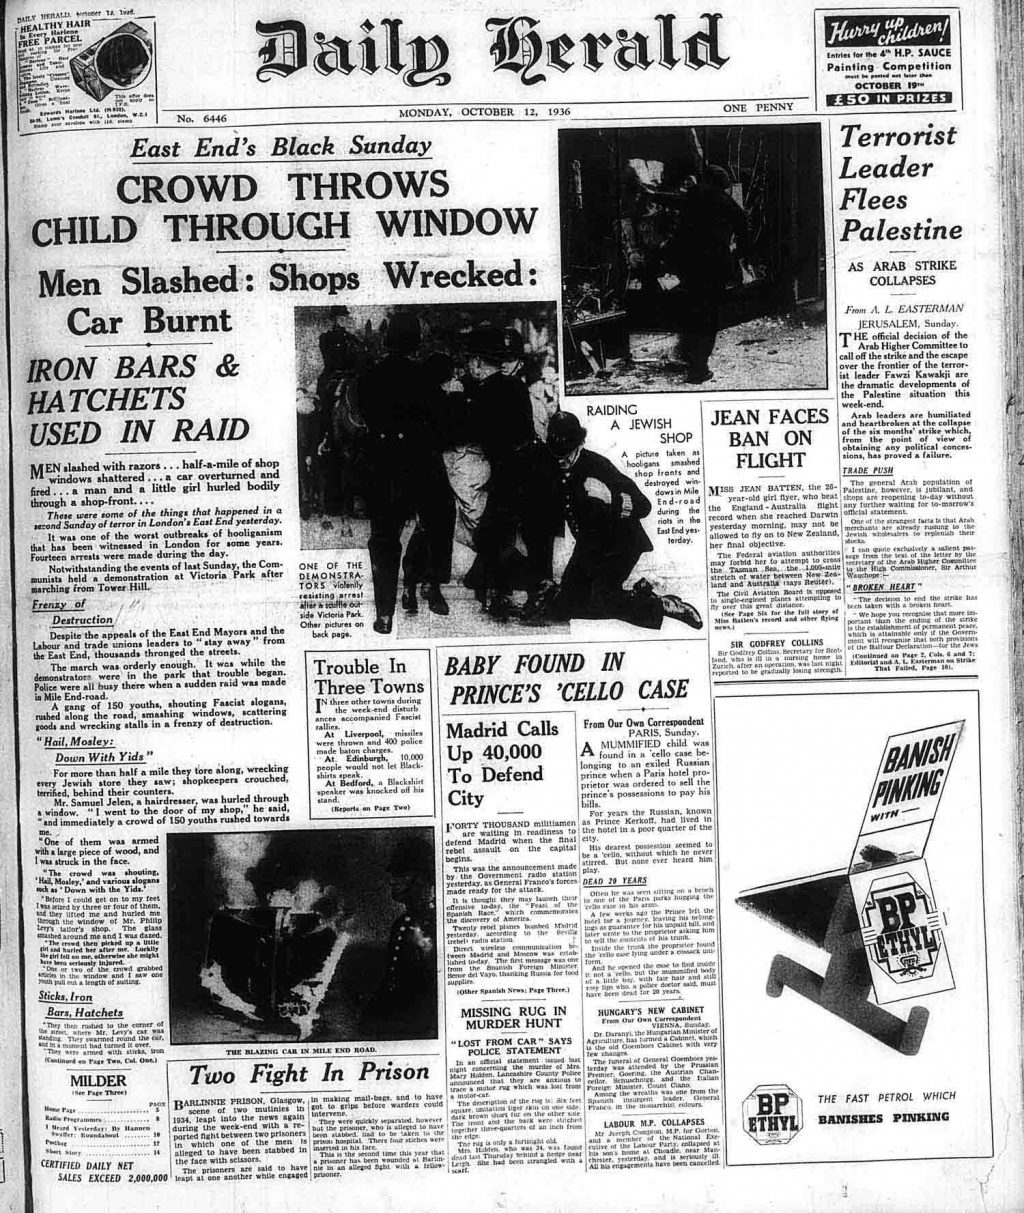 DAILY HERALD, October 12, 1936.
HEALTHY HAIR
in Every Harlene
FREE PARCEL
Edwards Harlene Ltd.
20-26, Lamb's Conduit St., London, W.C.1
Daily Herald
Hurry up
children!
Entries for the 4th H.P. SAUCE
Painting Competition
must be posted not later than
OCTOBER 19TH
£50 IN PRIZES
No. 6446
MONDAY, OCTOBER 12, 1936
ONE PENNY
East End's Black Sunday
CROWD THROWS
CHILD THROUGH WINDOW
Men Slashed: Shops Wrecked:
Car Burnt
IRON BARS &
HATCHETS
USED IN RAID
MEN slashed with razors . . . half-a-mile of shop
windows shattered . . . a car overturned and
fired . . . a man and a little girl hurled bodily
through a shop-front. . . .
These were some of the things that happened in a
second Sunday of terror in London's East End yesterday.
It was one of the worst outbreaks of hooliganism
that has been witnessed in London for some years.
Fourteen arrests were made during the day.
Notwithstanding the events of last Sunday, the Com-
munists held a demonstration at Victoria Park after
marching from Tower Hill.
Frenzy of
Destruction
Despite the appeals of the East End Mayors and the
Labour and trade unions leaders to "stay away" from
the East End, thousands thronged the streets.
The march was orderly enough. It was while the
demonstrators were in the park that trouble began.
Police were all busy there when a sudden raid was made
in Mile End-road.
A gang of 150 youths, shouting Fascist slogans,
rushed along the road, smashing windows, scattering
goods and wrecking stalls in a frenzy of destruction.
"Hail, Mosley:
Down With Yids"
For more than half a mile they tore along, wrecking
every Jewish store they saw; shopkeepers crouched,
terrified, behind their counters.
Mr. Samuel Jelen, a hairdresser, was hurled through
a window. "I went to the door of my shop," he said,
"and immediately a crowd of 150 youths rushed towards
me. . .
"One of them was armed
with a large piece of wood, and
I was struck in the face.
"The crowd was shouting,
'Hail, Mosley,' and various slogans
such as 'Down with the Yids.'
"Before I could get on to my feet
I was seized by three or four of them,
and they lifted me and hurled me
through the window of Mr. Philip
Levy's tailor's shop. The glass
smashed around me and I was dazed.
"The crowd then picked up a little
girl and hurled her after me. Luckily
the girl fell on me, otherwise she might
have been seriously injured.
"One or two of the crowd grabbed
articles in the window and I saw one
youth pull out a length of suiting.
Sticks, Iron
Bars, Hatchets
"They then rushed to the corner of
the street, where Mr. Levy's car was
standing. They swarmed round the car,
and in a moment had turned it over.
"They were armed with sticks, iron
(Continued on Page Two, Col. One.)
MILDER
(See Page Three)
PAGE
Home Page 5
Radio Programmes 8
I Heard Yesterday: By Hannen
Swaffer: Roundabout 10
Posting 12
Short Story 14
CERTIFIED DAILY NET
SALES EXCEED 2,000,000
ONE OF THE
DEMONSTRA-
TORS violently
resisting arrest
after a scuffle out-
side Victoria Park.
Other pictures on
back page.
RAIDING
A JEWISH
SHOP
A picture taken as
hooligans smashed
shop fronts and
destroyed win-
dows in Mile
End-road
during the
riots in the
East End yes-
terday.
Trouble In
Three Towns
IN three other towns during
the week-end disturb
ances accompanied Fascist
rallies.
At Liverpool, missiles
were thrown and 400 police
made baton charges.
At Edinburgh, 10,000
people would not let Black-
shirts speak.
At Bedford, a Blackshirt
speaker was knocked off his
stand.
(Reports on Page Two)
THE BLAZING CAR IN MILE END ROAD.
Two Fight In Prison
BARLINNIE PRISON, Glasgow,
scene of two mutinies in
1934, leapt into the news again
during the week-end with a re-
ported fight between two prisoners
in which one of the men is
alleged to have been stabbed in
the face with scissors.
The prisoners are said to have
leapt at one another while engaged
in making mail-bags, and to have
got to grips before warders could
intervene.
They were quickly separated, however,
but the prisoner, who is alleged to have
been stabbed, had to be taken to the
prison hospital. There four stitches were
inserted in his face.
This is the second time this year that
a prisoner has been wounded at Barlin-
nie in an alleged fight with a fellow-
prisoner.
BABY FOUND IN
PRINCE'S 'CELLO CASE
Madrid Calls
Up 40,000
To Defend
City
FORTY THOUSAND militiamen
are waiting in readiness to
defend Madrid when the final
rebel assault on the capital
begins.
This was the announcement made
by the Government radio station
yesterday, as General Franco's forces
made ready for the attack.
It is thought they may launch their
offensive to-day, the "Feast of the
Spanish Race," which commemorates
the discovery of America.
Twenty rebel planes bombed Madrid
yesterday, according to the Seville
(rebel) radio station.
Direct wireless communication be-
tween Madrid and Moscow was estab-
lished to-day. The first message was one
from the Spanish Foreign Minister,
Senor del Vayo, thanking Russia for food
supplies.
(Other Spanish News: Page Three.)
MISSING RUG IN
MURDER HUNT
"LOST FROM CAR" SAYS
POLICE STATEMENT
In an official statement issued last
night concerning the murder of Mrs.
Mary Holden, Lancashire County Police
announced that they are anxious to
trace a motor rug which was lost from
a motor-car.
The description of the rug is: Six feet
square, imitation tiger skin on one side,
dark brown short fur on the other side.
The front and the back were stitched
together three-quarters of an inch from
the edge.
The rug is only a fortnight old.
Mrs. Holden, who was 34, was found
dead last Thursday behind a hedge near
Leigh. She had been strangled with a
scarf.
From Our Own Correspondent
PARIS, Sunday.
A MUMMIFIED child was
found in a 'cello case be-
longing to an exiled Russian
prince when a Paris hotel pro-
prietor was ordered to sell the
prince's possessions to pay his
bills.
For years the Russian, known
as Prince Kerkoff, had lived in
the hotel in a poor quarter of the
city.
His dearest possession seemed to
be a 'cello, without which he never
stirred. But none ever heard him
play.
DEAD 20 YEARS
Often he was seen sitting on a bench
in one of the Paris parks hugging the
'cello case in his arms.
A few weeks ago the Prince left the
hotel for a journey, leaving his belong-
ings as guarantee for his unpaid bill, and
later wrote to the proprietor asking him
to sell the contents of his trunk.
Inside the trunk the proprietor found
the 'cello case lying under a cossack uni-
form.
And he opened the case to find inside
it not a 'cello, but the mummified body
of a little boy, with fair hair and still
rosy lips who, a police doctor said, must
have been dead for 20 years.
HUNGARY'S NEW CABINET
From Our Own Correspondent
VIENNA, Sunday.
Dr. Daranyi, the Hungarian Minister of
Agriculture, has formed a Cabinet, which
is the old Goemboes Cabinet with very
few changes.
The funeral of General Goemboes yes-
terday was attended by the Prussian
Premier, Goering, the Austrian Chan-
cellor, Schuschnigg, and the Italian
Foreign Minister, Count Ciano.
Among the wreaths was one from the
Spanish insurgent leader, General
Franco, in the monarchist colours.
LABOUR M.P. COLLAPSES
Mr. Joseph Compton, M.P. for Gorton,
and a member of the National Exe-
cutive of the Labour Party, collapsed at
his son's home at Cheadle, near Man-
chester, yesterday, and is seriously ill.
All his engagements have been cancelled.
JEAN FACES
BAN ON
FLIGHT
MISS JEAN BATTEN, the 26-
year-old girl flyer, who beat
the England - Australia flight
record when she reached Darwin
yesterday morning, may not be
allowed to fly on to New Zealand,
her final objective.
The Federal aviation authorities
may forbid her to attempt to cross
the Tasman Sea, the 1,000-mile
stretch of water between New Zea-
land and Australia (says Reuter).
The Civil Aviation Board is opposed
to single-engined planes attempting to
fly over this great distance.
(See Page Six for the full story of
Miss Batten's record and other flying
news.)
SIR GODFREY COLLINS
Sir Godfrey Collins, Secretary for Scot-
land, who is ill in a nursing home in
Zurich, after an operation, was last night
reported to be gradually losing strength.
Terrorist
Leader
Flees
Palestine
AS ARAB STRIKE
COLLAPSES
From A. L. EASTERMAN
JERUSALEM, Sunday.
THE official decision of the
Arab Higher Committee to
call off the strike and the escape
over the frontier of the terror-
ist leader Fawzi Kawakji are
the dramatic developments of
the Palestine situation this
week-end.
Arab leaders are humiliated
and heartbroken at the collapse
of the six months' strike which,
from the point of view of
obtaining any political conces-
sions, has proved a failure.
TRADE PUSH
The general Arab population of
Palestine, however, is jubilant, and
shops are reopening to-day without
any further waiting for to-morrow's
official statement.
One of the strangest facts is that Arab
merchants are already rushing to the
Jewish wholesalers to replenish their
stocks.
I can quote exclusively a salient pas-
sage from the text of the letter by the
secretary of the Arab Higher Committee
to the High Commissioner, Sir Arthur
Wauchope:—
"BROKEN HEART"
"The decision to end the strike has
been taken with a broken heart.
"We hope you recognise that more im-
portant than the ending of the strike
is the establishment of permanent peace,
which is attainable only if the Govern-
ment will recognise that both provisions
of the Balfour Declaration—for the Jews
(Continued on Page 2, Cols. 6 and 7;
Editorial and A. L. Easterman on Strike
That Failed, Page 10).
BANISH
PINKING
WITH
BP
ETHYL
BP
ETHYL
THE FAST PETROL WHICH
BANISHES PINKING